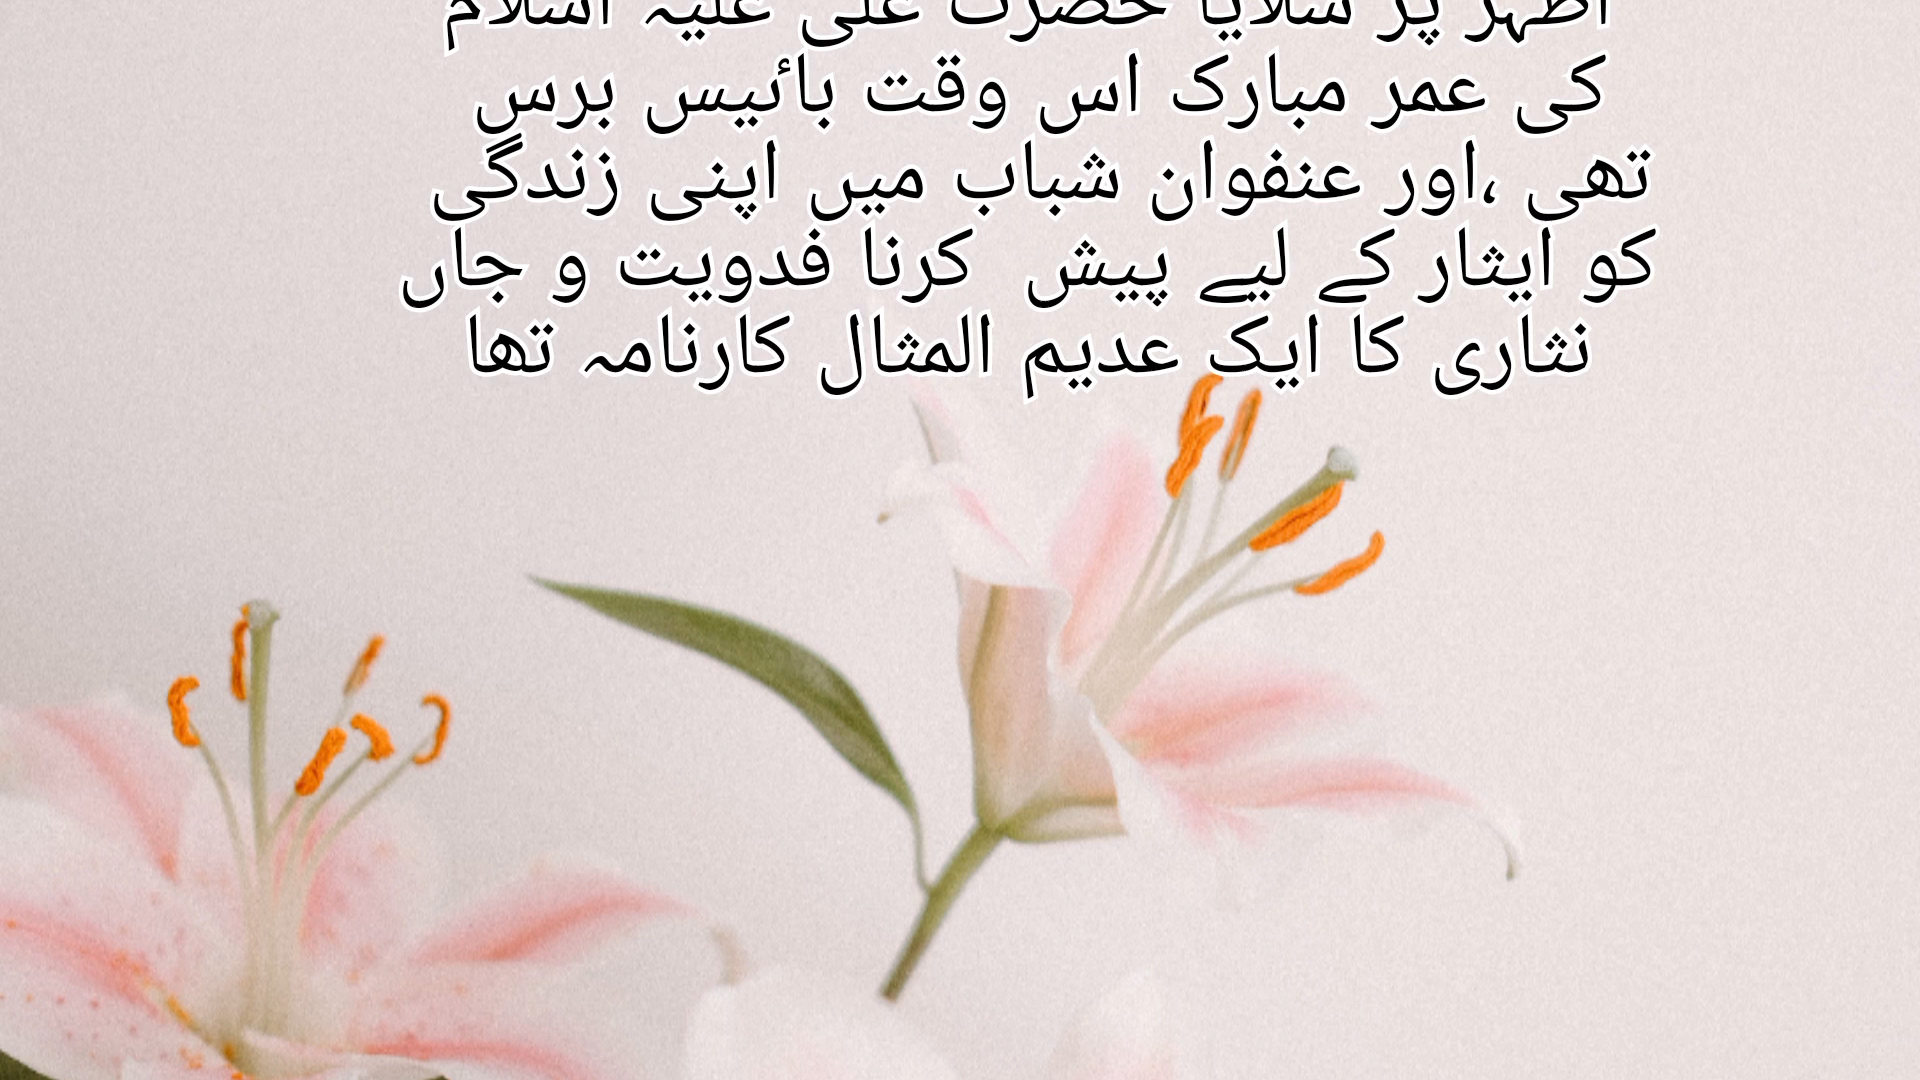 اطہر پر سلایا حضرت علی علیہ اسلام
کی عمر مبارک اس وقت بائیس برس
تھی ،اور عنفوان شباب میں اپنی زندگی
کو ایثار کے لیے پیش کرنا فدویت و جاں
نثاری کا ایک عدیم المثال کارنامہ تھا